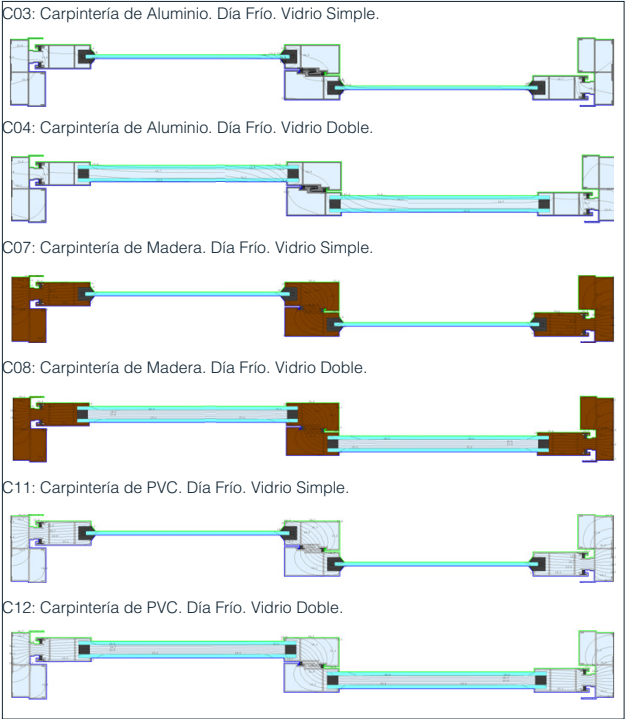 C03: Carpintería de Aluminio. Día Frío. Vidrio Simple.
C04: Carpintería de Aluminio. Día Frío. Vidrio Doble.
C07: Carpintería de Madera. Día Frío. Vidrio Simple.
C08: Carpintería de Madera. Día Frío. Vidrio Doble.
C11: Carpintería de PVC. Día Frío. Vidrio Simple.
C12: Carpintería de PVC. Día Frío. Vidrio Doble.